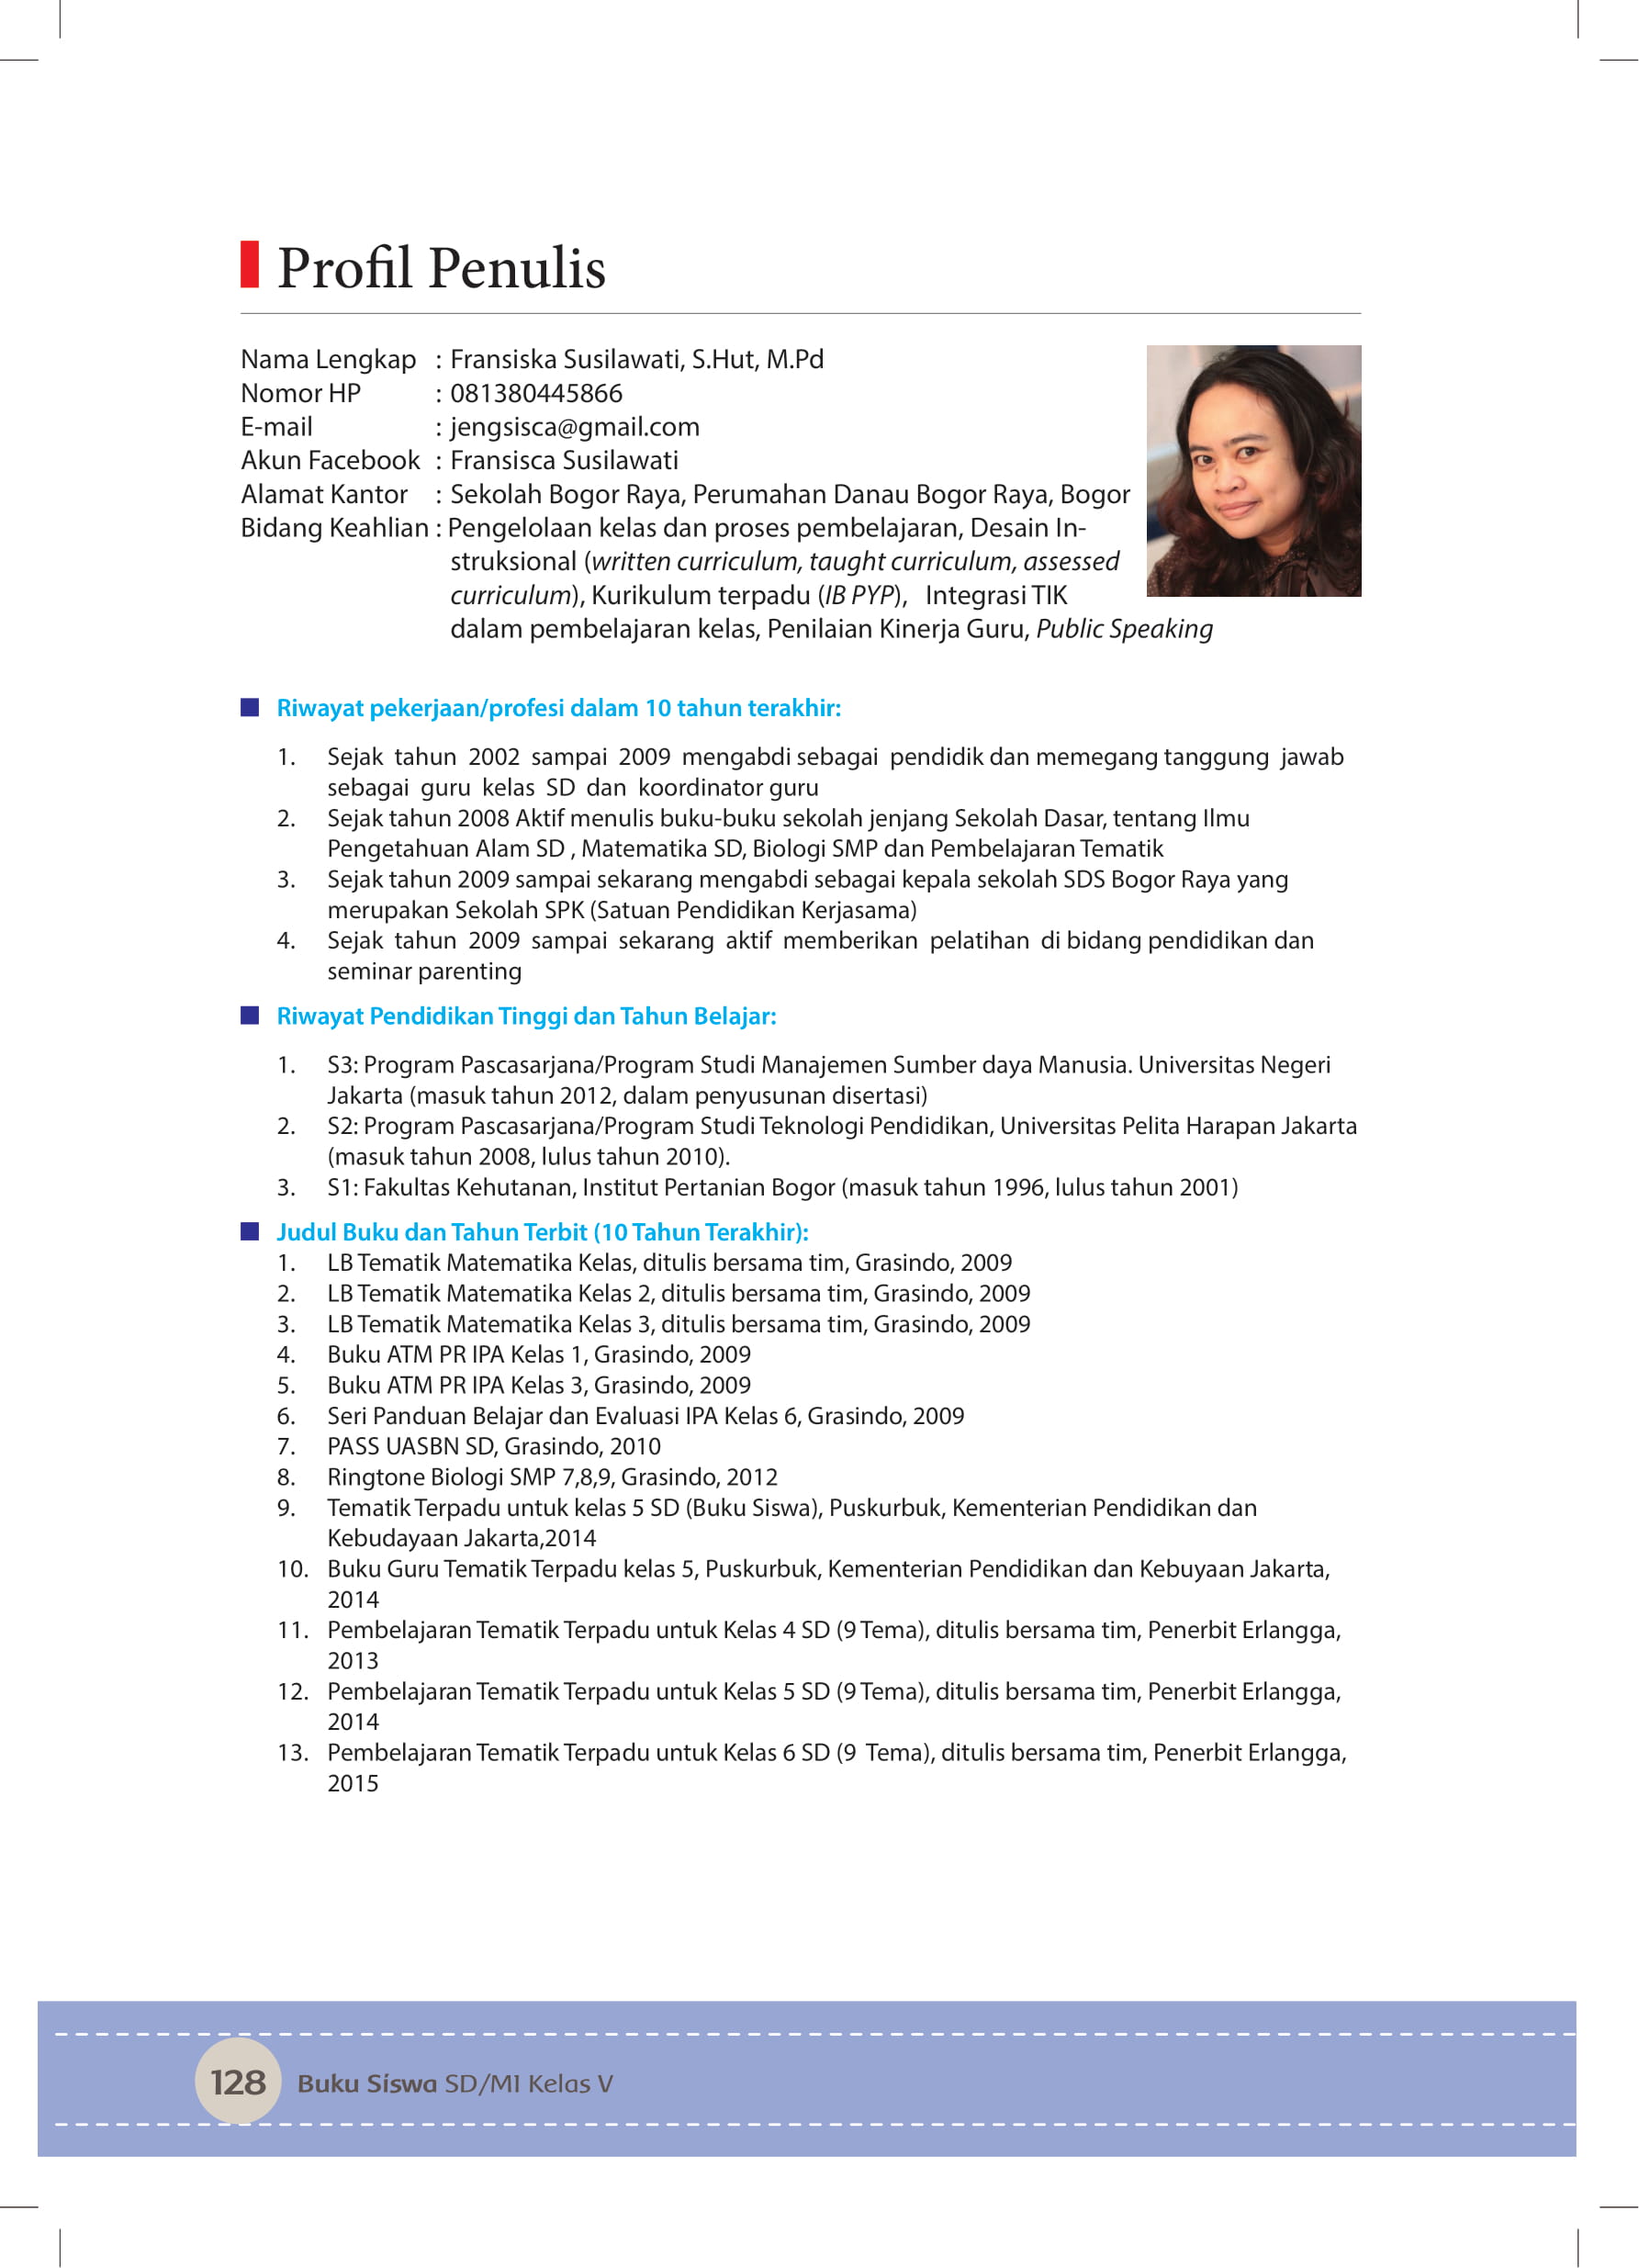 Profil Penulis
Nama Lengkap : Fransiska Susilawati, S.Hut, M.Pd
Nomor HP : 081380445866
E-mail : jengsisca@gmail.com
Akun Facebook : Fransisca Susilawati
Alamat Kantor : Sekolah Bogor Raya, Perumahan Danau Bogor Raya, Bogor
Bidang Keahlian : Pengelolaan kelas dan proses pembelajaran, Desain In-
struksional (written curriculum, taught curriculum, assessed
curriculum), Kurikulum terpadu (IB PYP), Integrasi TIK
dalam pembelajaran kelas, Penilaian Kinerja Guru, Public Speaking
Riwayat pekerjaan/profesi dalam 10 tahun terakhir:
1. Sejak tahun 2002 sampai 2009 mengabdi sebagai pendidik dan memegang tanggung jawab
sebagai guru kelas SD dan koordinator guru
2. Sejak tahun 2008 Aktif menulis buku-buku sekolah jenjang Sekolah Dasar, tentang Ilmu
Pengetahuan Alam SD , Matematika SD, Biologi SMP dan Pembelajaran Tematik
3. Sejak tahun 2009 sampai sekarang mengabdi sebagai kepala sekolah SDS Bogor Raya yang
merupakan Sekolah SPK (Satuan Pendidikan Kerjasama)
4. Sejak tahun 2009 sampai sekarang aktif memberikan pelatihan di bidang pendidikan dan
seminar parenting
Riwayat Pendidikan Tinggi dan Tahun Belajar:
1. S3: Program Pascasarjana/Program Studi Manajemen Sumber daya Manusia. Universitas Negeri
Jakarta (masuk tahun 2012, dalam penyusunan disertasi)
2. S2: Program Pascasarjana/Program Studi Teknologi Pendidikan, Universitas Pelita Harapan Jakarta
(masuk tahun 2008, lulus tahun 2010).
3. S1: Fakultas Kehutanan, Institut Pertanian Bogor (masuk tahun 1996, lulus tahun 2001)
Judul Buku dan Tahun Terbit (10 Tahun Terakhir):
1. LB Tematik Matematika Kelas, ditulis bersama tim, Grasindo, 2009
2. LB Tematik Matematika Kelas 2, ditulis bersama tim, Grasindo, 2009
3. LB Tematik Matematika Kelas 3, ditulis bersama tim, Grasindo, 2009
4. Buku ATM PR IPA Kelas 1, Grasindo, 2009
5. Buku ATM PR IPA Kelas 3, Grasindo, 2009
6. Seri Panduan Belajar dan Evaluasi IPA Kelas 6, Grasindo, 2009
7. PASS UASBN SD, Grasindo, 2010
8. Ringtone Biologi SMP 7,8,9, Grasindo, 2012
9. Tematik Terpadu untuk kelas 5 SD (Buku Siswa), Puskurbuk, Kementerian Pendidikan dan
Kebudayaan Jakarta,2014
10. Buku Guru Tematik Terpadu kelas 5, Puskurbuk, Kementerian Pendidikan dan Kebuyaan Jakarta,
2014
11. Pembelajaran Tematik Terpadu untuk Kelas 4 SD (9 Tema), ditulis bersama tim, Penerbit Erlangga,
2013
12. Pembelajaran Tematik Terpadu untuk Kelas 5 SD (9 Tema), ditulis bersama tim, Penerbit Erlangga,
2014
13. Pembelajaran Tematik Terpadu untuk Kelas 6 SD (9 Tema), ditulis bersama tim, Penerbit Erlangga,
2015
128 Buku Siswa SD/MI Kelas V